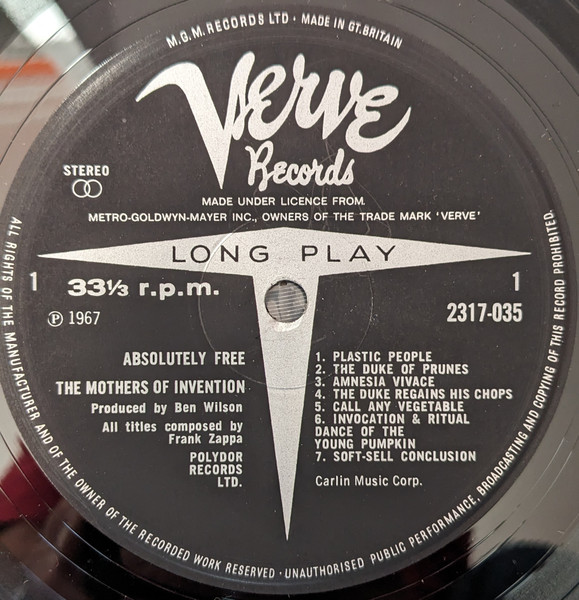 M.G.M. RECORDS LTD · MADE IN GT. BRITAIN
Verve
Records
STEREO
MADE UNDER LICENCE FROM
METRO-GOLDWYN-MAYER INC., OWNERS OF THE TRADE MARK 'VERVE'
LONG PLAY
1
33⅓ r.p.m.
1
℗ 1967
2317-035
ABSOLUTELY FREE
THE MOTHERS OF INVENTION
Produced by Ben Wilson
All titles composed by
Frank Zappa
POLYDOR
RECORDS
LTD.
1. PLASTIC PEOPLE
2. THE DUKE OF PRUNES
3. AMNESIA VIVACE
4. THE DUKE REGAINS HIS CHOPS
5. CALL ANY VEGETABLE
6. INVOCATION & RITUAL
DANCE OF THE
YOUNG PUMPKIN
7. SOFT-SELL CONCLUSION
Carlin Music Corp.
ALL RIGHTS OF THE MANUFACTURER AND OF THE OWNER OF THE RECORDED WORK RESERVED · UNAUTHORISED PUBLIC PERFORMANCE, BROADCASTING AND COPYING OF THIS RECORD PROHIBITED.